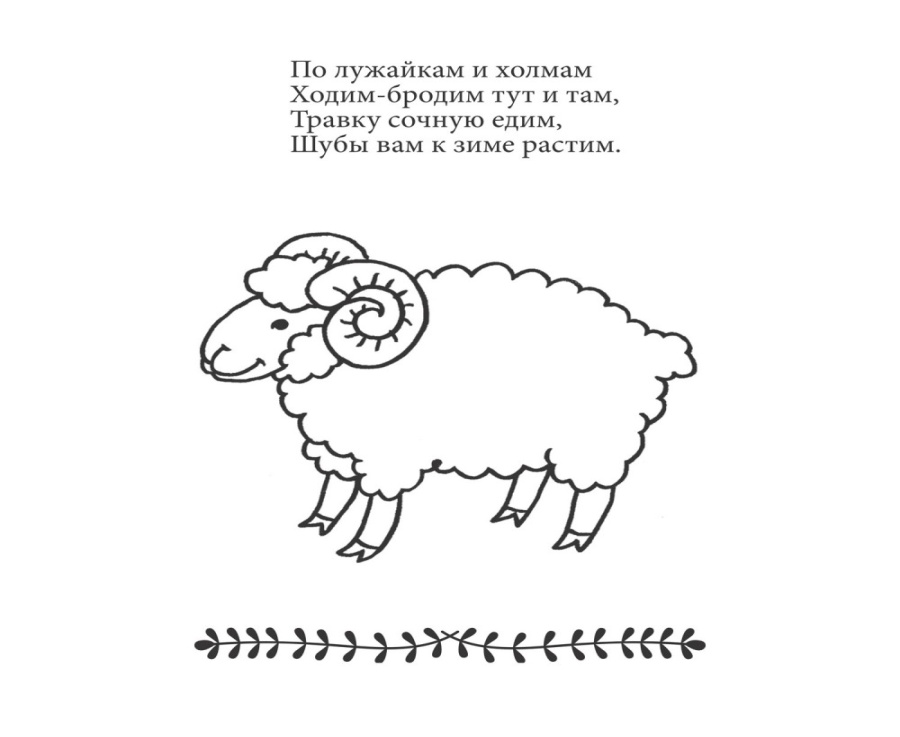 По лужайкам и холмам
Ходим-бродим тут и там,
Травку сочную едим,
Шубы вам к зиме растим.